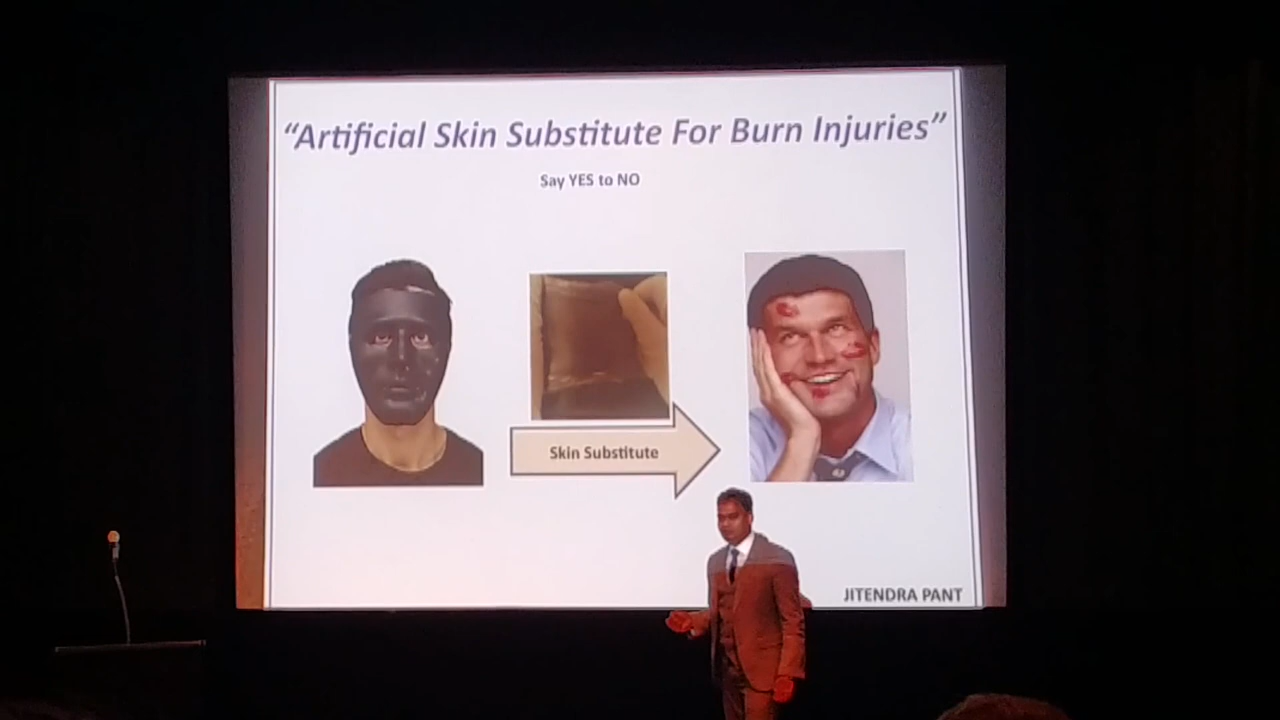 “Artificial Skin Substitute For Burn Injuries”
Say YES to NO
Skin Substitute
JITENDRA PANT